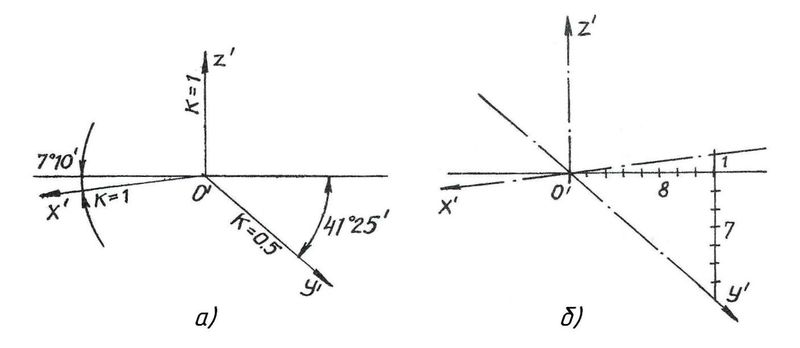 Z'
K=1
7°10'
X'
K=1
O'
K=0.5
41°25'
Y'
а)
Z'
X'
O'
8
1
7
Y'
б)